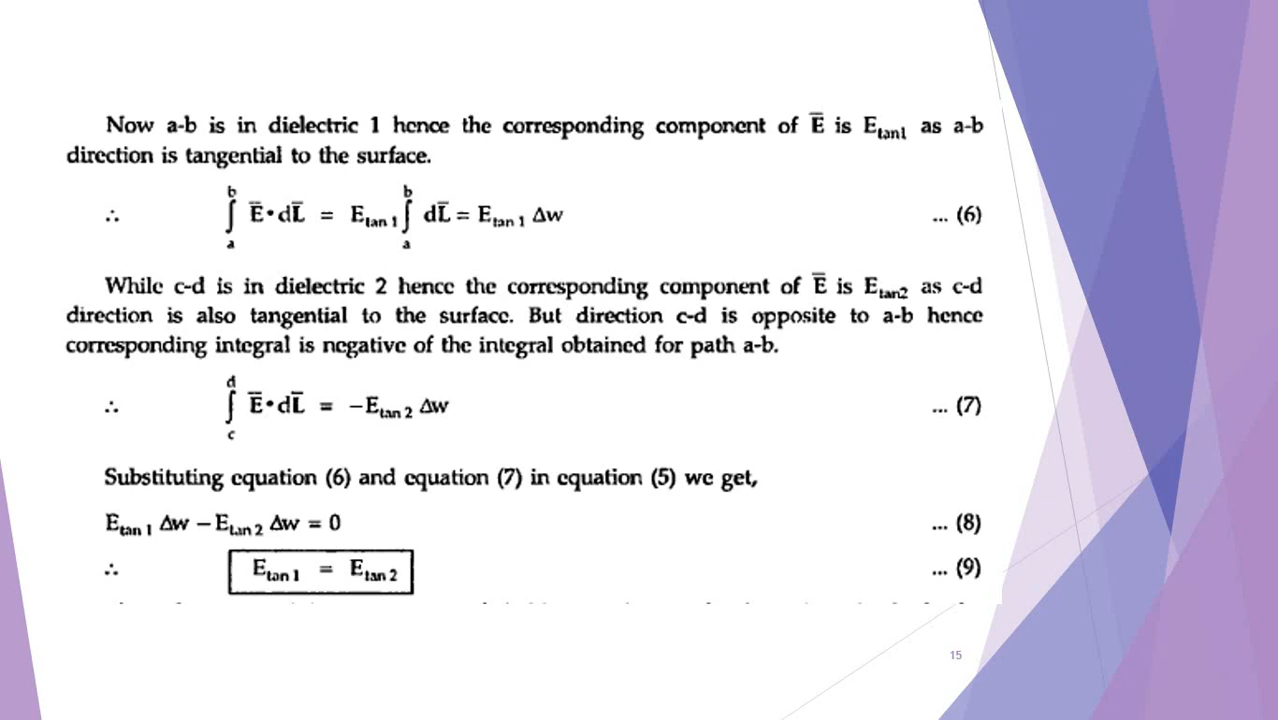 Now a-b is in dielectric 1 hence the corresponding component of E̅ is Etan1 as a-b
direction is tangential to the surface.
∴ ∫ₐᵇ E̅•dL̅ = Etan 1 ∫ₐᵇ dL̅ = Etan 1 Δw ... (6)
While c-d is in dielectric 2 hence the corresponding component of E̅ is Etan2 as c-d
direction is also tangential to the surface. But direction c-d is opposite to a-b hence
corresponding integral is negative of the integral obtained for path a-b.
∴ ∫_c^d E̅•dL̅ = −Etan 2 Δw ... (7)
Substituting equation (6) and equation (7) in equation (5) we get,
Etan 1 Δw − Etan 2 Δw = 0 ... (8)
∴ Etan 1 = Etan 2 ... (9)
15